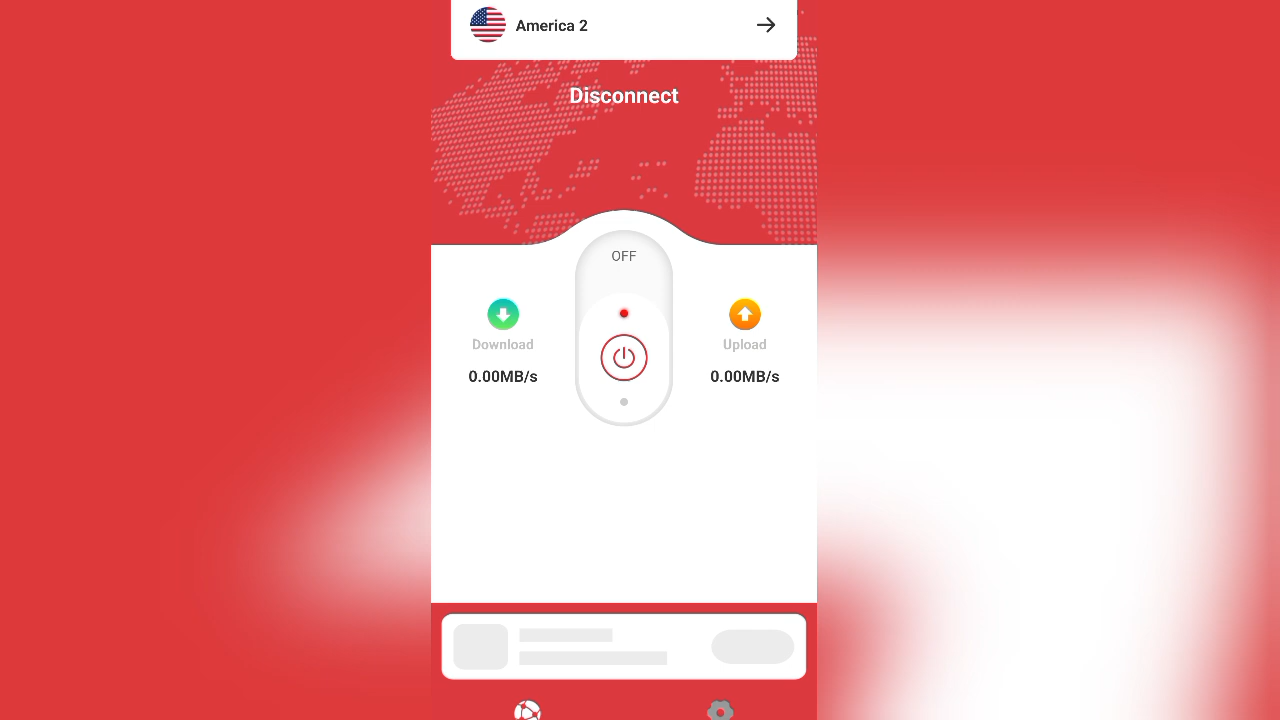 America 2
Disconnect
OFF
Download
Upload
0.00MB/s
0.00MB/s